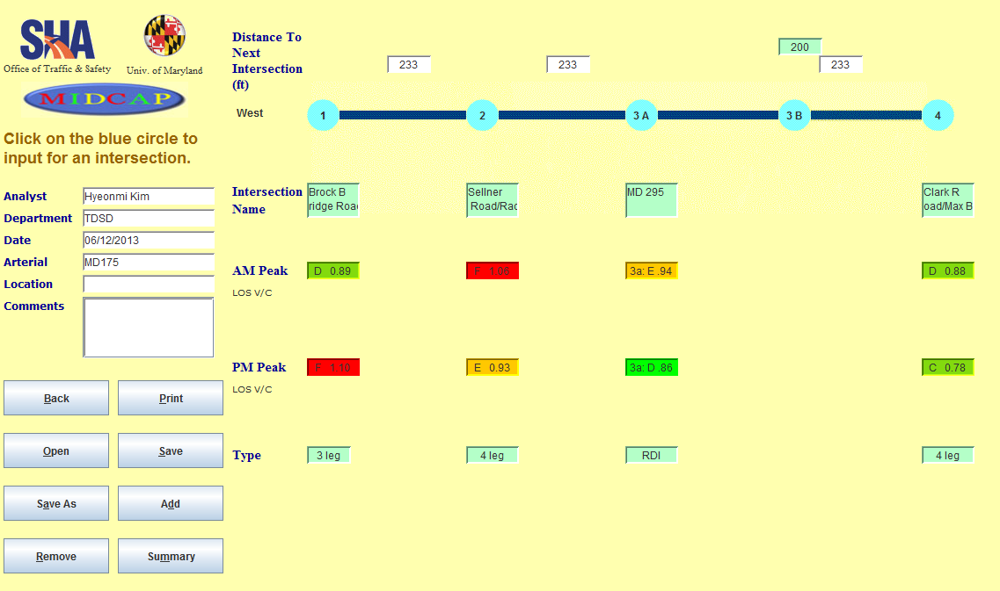 SHA
Office of Traffic & Safety
Univ. of Maryland
MIDCAP
Click on the blue circle to
input for an intersection.
Analyst Hyeonmi Kim
Department TDSD
Date 06/12/2013
Arterial MD175
Location
Comments
Back Print
Open Save
Save As Add
Remove Summary
Distance To
Next
Intersection
(ft)
200
233 233 233
West
1 2 3 A 3 B 4
Intersection
Name
Brock B
ridge Road
Sellner
Road/Rac
MD 295
Clark R
oad/Max B
AM Peak D 0.89 F 1.06 3a: E .94 D 0.88
LOS V/C
PM Peak F 1.10 E 0.93 3a: D .86 C 0.78
LOS V/C
Type 3 leg 4 leg RDI 4 leg